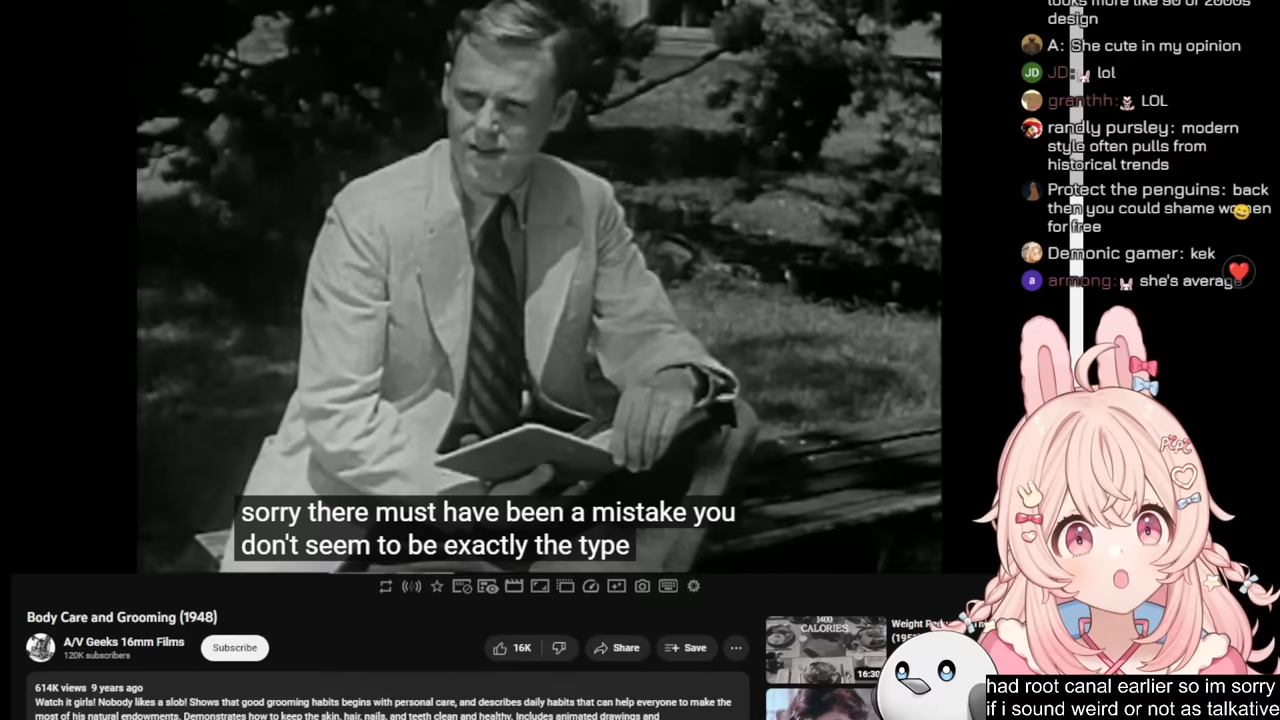 design
A: She cute in my opinion
JD: lol
granthh: LOL
randly pursley: modern
style often pulls from
historical trends
Protect the penguins: back
then you could shame women
for free
Demonic gamer: kek
armong: she's average
sorry there must have been a mistake you
don't seem to be exactly the type
Body Care and Grooming (1948)
A/V Geeks 16mm Films
120K subscribers
Subscribe
16K
Share
Save
1400
CALORIES
16:30
614K views 9 years ago
Watch it girls! Nobody likes a slob! Shows that good grooming habits begins with personal care, and describes daily habits that can help everyone to make the
most of his natural endowments. Demonstrates how to keep the skin, hair, nails, and teeth clean and healthy. Includes animated drawings and
had root canal earlier so im sorry
if i sound weird or not as talkative